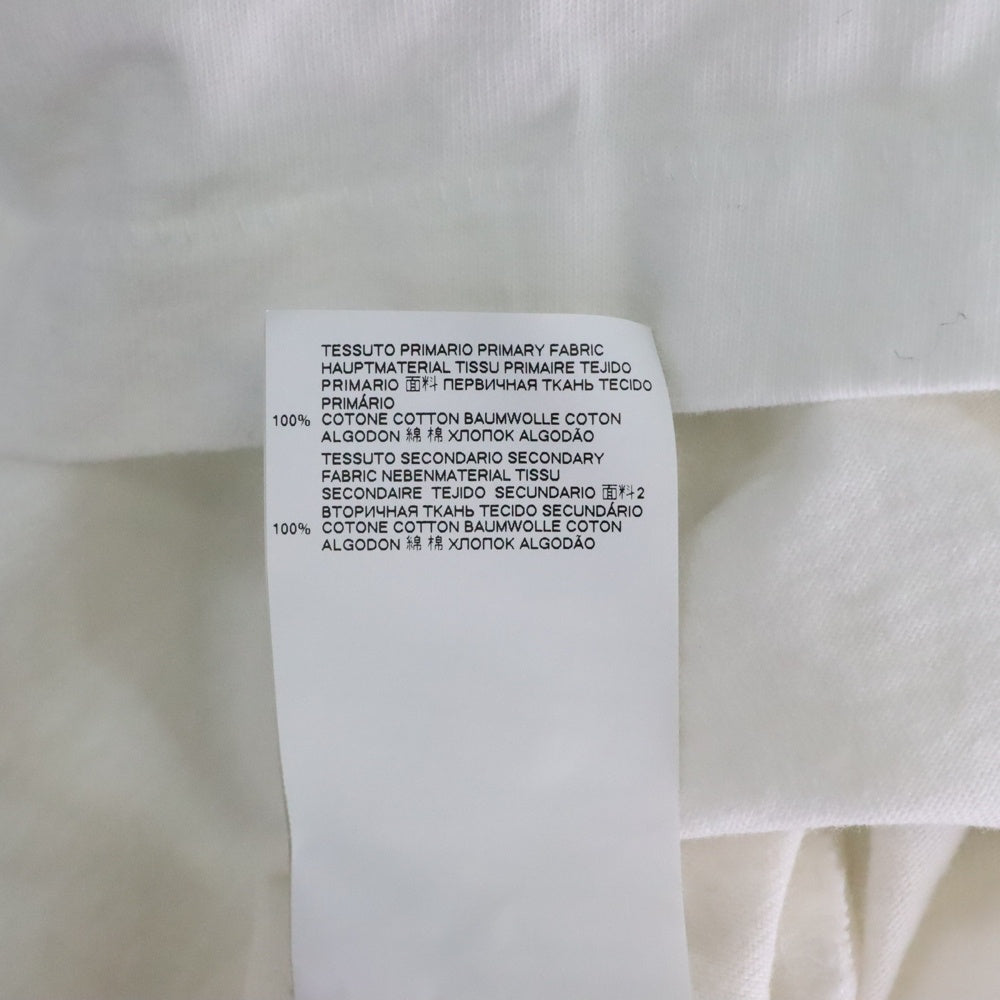 TESSUTO PRIMARIO PRIMARY FABRIC
HAUPTMATERIAL TISSU PRIMAIRE TEJIDO
PRIMARIO 面料 ПЕРВИЧНАЯ ТКАНЬ TECIDO
PRIMÁRIO
100% COTONE COTTON BAUMWOLLE COTON
ALGODON 綿 棉 ХЛОПОК ALGODÃO
TESSUTO SECONDARIO SECONDARY
FABRIC NEBENMATERIAL TISSU
SECONDAIRE TEJIDO SECUNDARIO 面料2
ВТОРИЧНАЯ ТКАНЬ TECIDO SECUNDÁRIO
100% COTONE COTTON BAUMWOLLE COTON
ALGODON 綿 棉 ХЛОПОК ALGODÃO